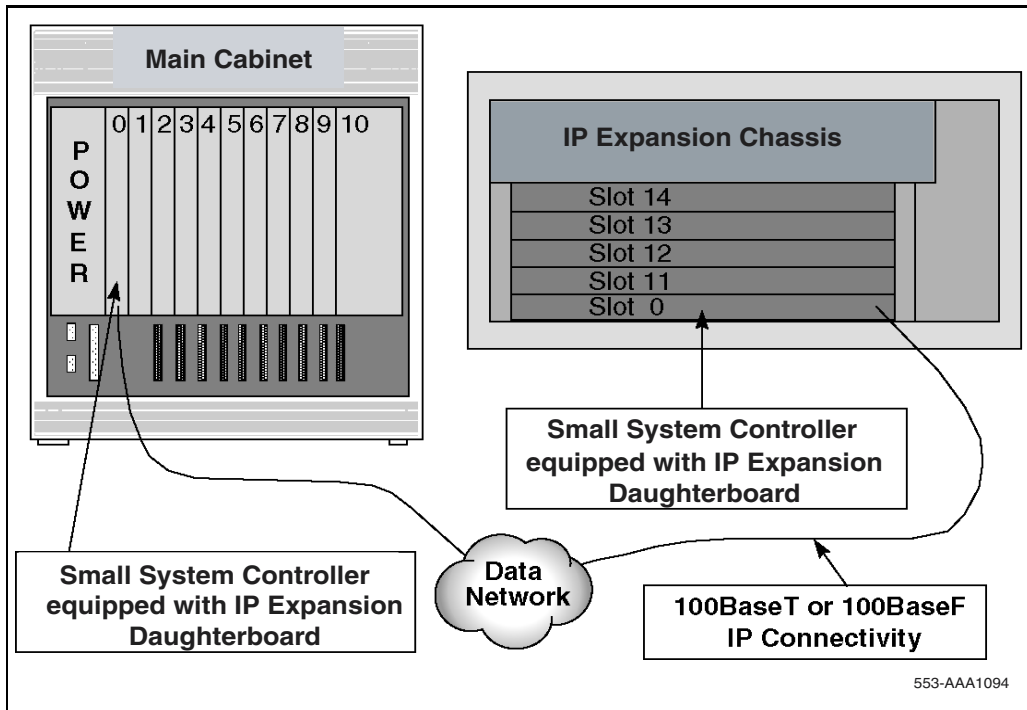 Main Cabinet
0 1 2 3 4 5 6 7 8 9 10
POWER
IP Expansion Chassis
Slot 14
Slot 13
Slot 12
Slot 11
Slot 0
Small System Controller
equipped with IP Expansion
Daughterboard
Small System Controller
equipped with IP Expansion
Daughterboard
Data
Network
100BaseT or 100BaseF
IP Connectivity
553-AAA1094